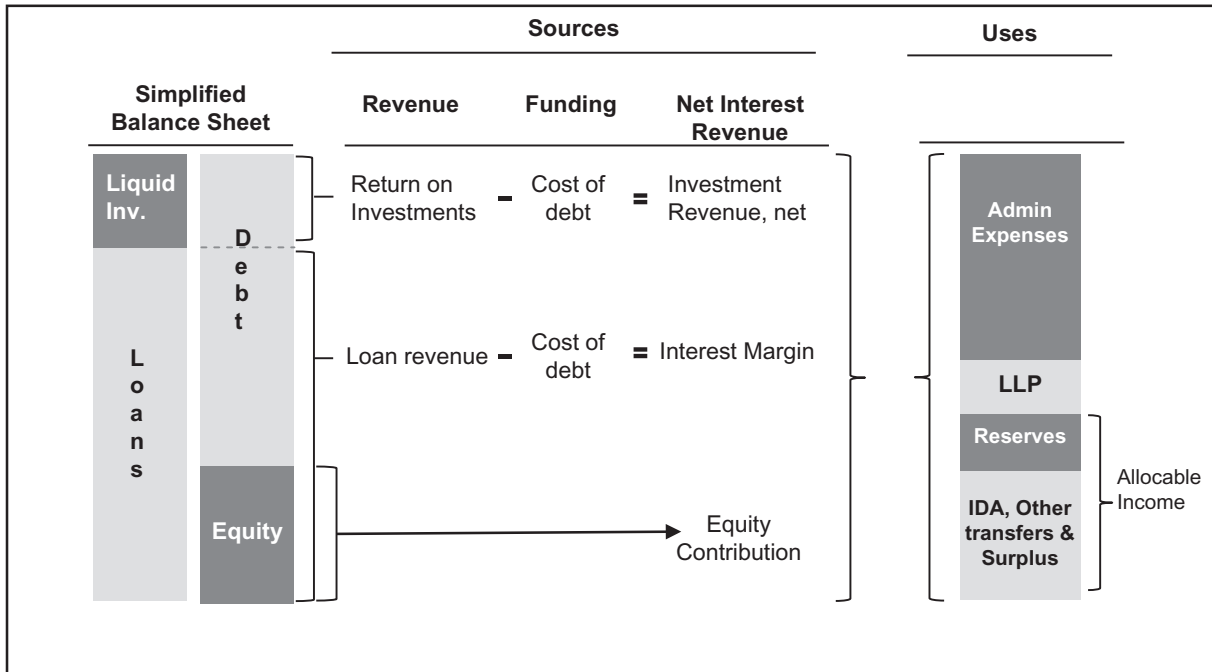 Sources
Uses
Simplified
Balance Sheet
Revenue
Funding
Net Interest
Revenue
Liquid
Inv.
Debt
Loans
Equity
Return on
Investments
-
Cost of
debt
=
Investment
Revenue, net
Loan revenue
-
Cost of
debt
=
Interest Margin
Equity
Contribution
Admin
Expenses
LLP
Reserves
IDA, Other
transfers &
Surplus
Allocable
Income